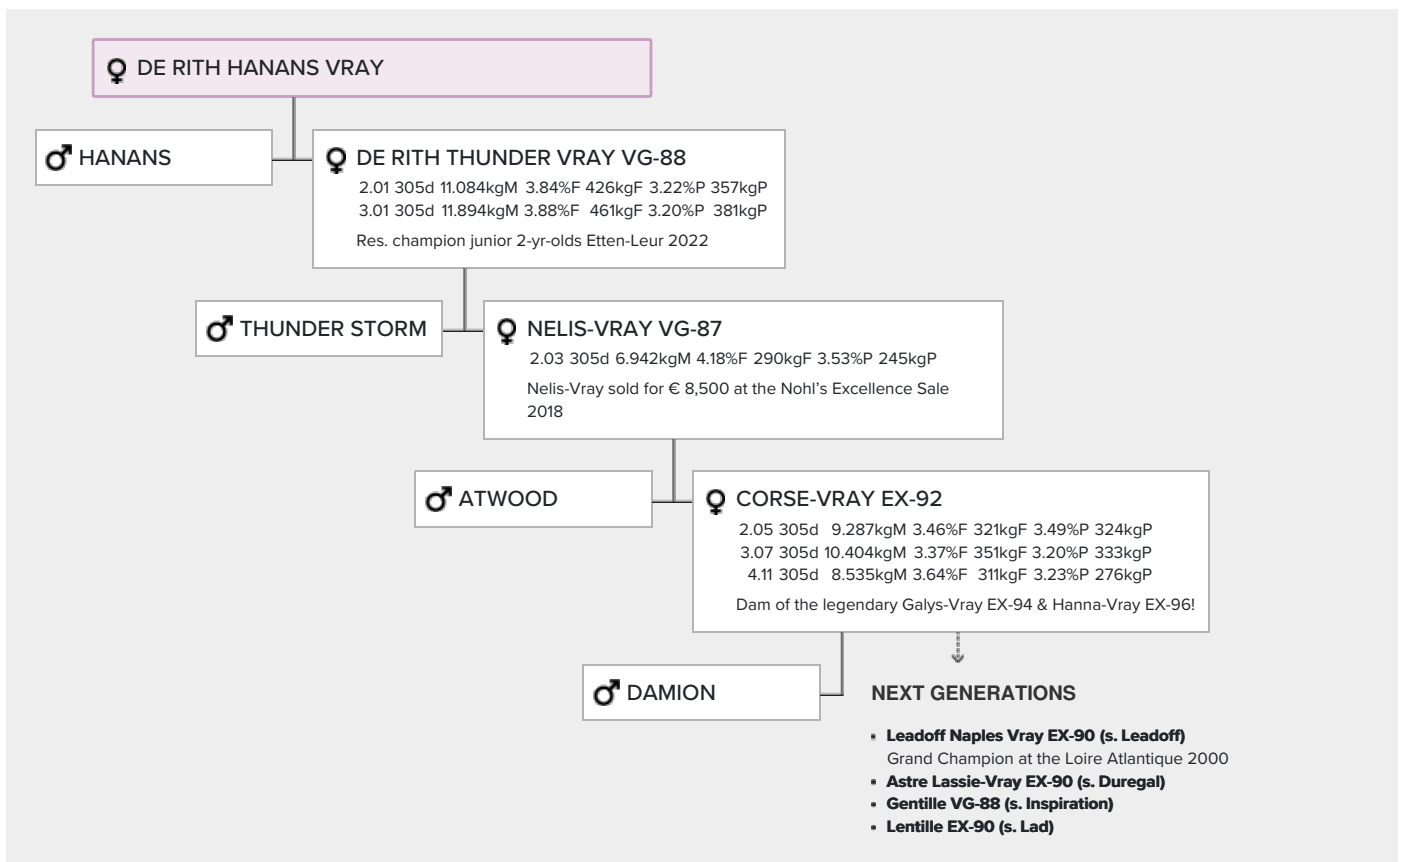 DE RITH HANANS VRAY
HANANS
DE RITH THUNDER VRAY VG-88
2.01 305d 11.084kgM 3.84%F 426kgF 3.22%P 357kgP
3.01 305d 11.894kgM 3.88%F 461kgF 3.20%P 381kgP
Res. champion junior 2-yr-olds Etten-Leur 2022
THUNDER STORM
NELIS-VRAY VG-87
2.03 305d 6.942kgM 4.18%F 290kgF 3.53%P 245kgP
Nelis-Vray sold for € 8,500 at the Nohl's Excellence Sale
2018
ATWOOD
CORSE-VRAY EX-92
2.05 305d 9.287kgM 3.46%F 321kgF 3.49%P 324kgP
3.07 305d 10.404kgM 3.37%F 351kgF 3.20%P 333kgP
4.11 305d 8.535kgM 3.64%F 311kgF 3.23%P 276kgP
Dam of the legendary Galys-Vray EX-94 & Hanna-Vray EX-96!
DAMION
NEXT GENERATIONS
• Leadoff Naples Vray EX-90 (s. Leadoff)
Grand Champion at the Loire Atlantique 2000
• Astre Lassie-Vray EX-90 (s. Duregal)
• Gentille VG-88 (s. Inspiration)
• Lentille EX-90 (s. Lad)